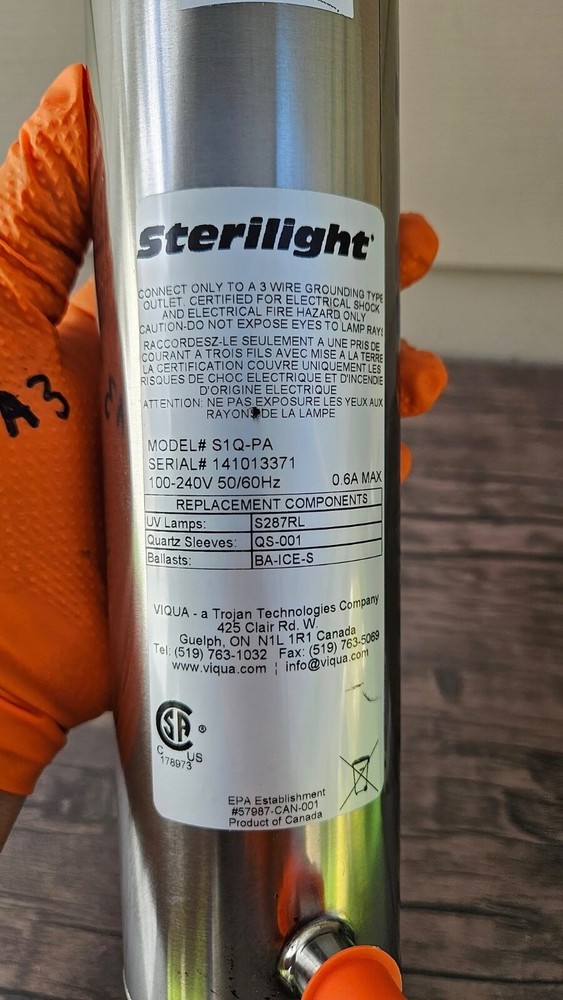 A3
Sterilight
CONNECT ONLY TO A 3 WIRE GROUNDING TYPE
OUTLET. CERTIFIED FOR ELECTRICAL SHOCK
AND ELECTRICAL FIRE HAZARD ONLY
CAUTION-DO NOT EXPOSE EYES TO LAMP RAYS
RACCORDESZ-LE SEULEMENT A UNE PRIS DE
COURANT A TROIS FILS AVEC MISE A LA TERRE
LA CERTIFICATION COUVRE UNIQUEMENT LES
RISQUES DE CHOC ELECTRIQUE ET D'INCENDIE
D'ORIGINE ELECTRIQUE
ATTENTION: NE PAS EXPOSURE LES YEUX AUX
RAYONS DE LA LAMPE
MODEL# S1Q-PA
SERIAL# 141013371
100-240V 50/60Hz 0.6A MAX
REPLACEMENT COMPONENTS
UV Lamps: S287RL
Quartz Sleeves: QS-001
Ballasts: BA-ICE-S
VIQUA - a Trojan Technologies Company
425 Clair Rd. W.
Guelph, ON N1L 1R1 Canada
Tel: (519) 763-1032 Fax: (519) 763-5069
www.viqua.com ¦ info@viqua.com
CSA ®
C US
178973
EPA Establishment
#57987-CAN-001
Product of Canada